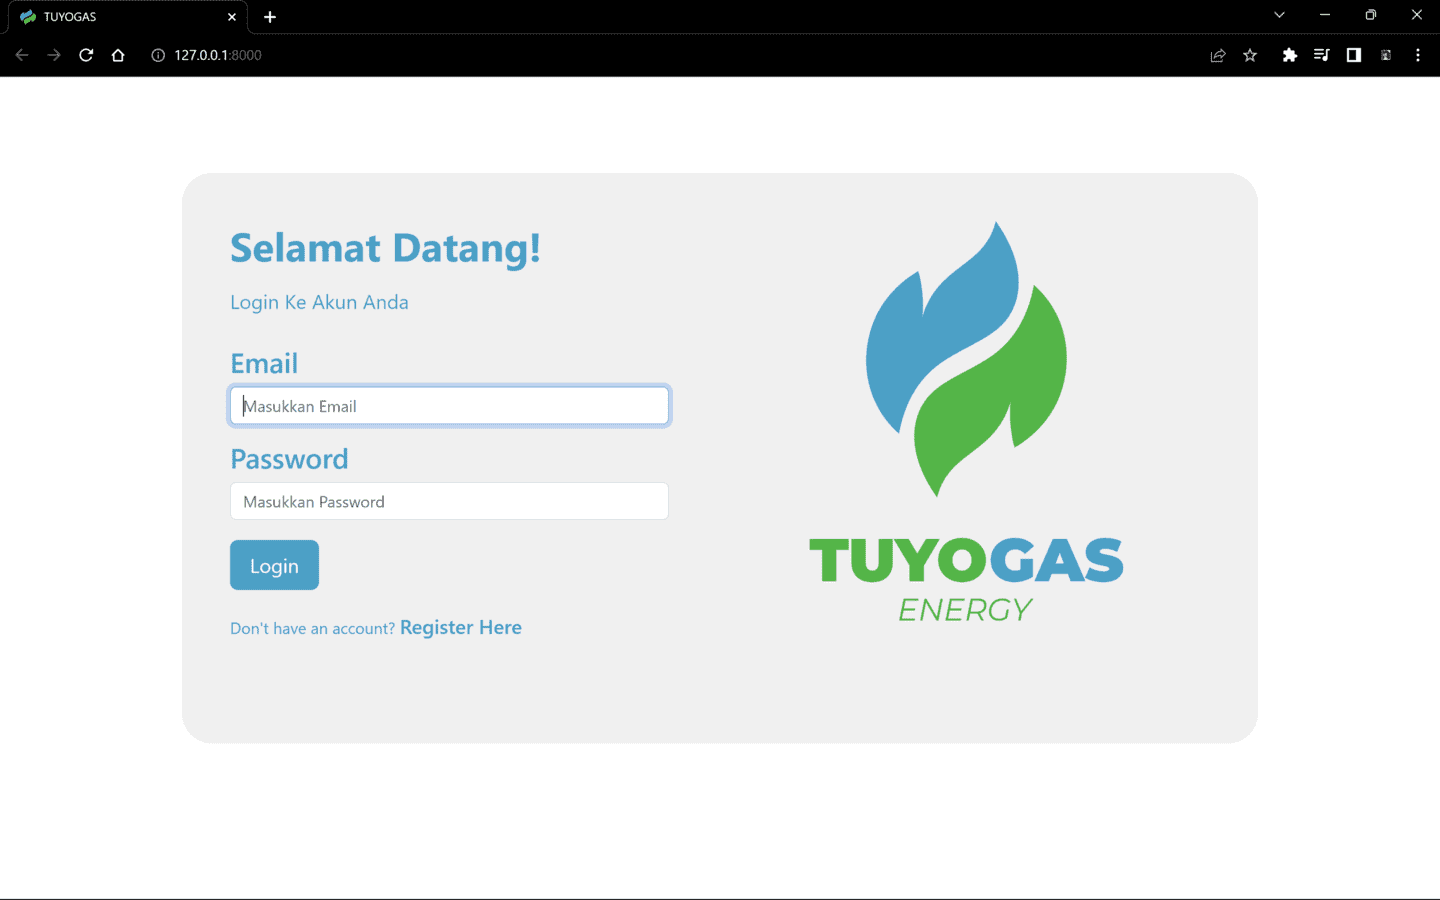 TUYOGAS
127.0.0.1:8000
Selamat Datang!
Login Ke Akun Anda
Email
Masukkan Email
Password
Masukkan Password
Login
Don't have an account? Register Here
TUYOGAS
ENERGY